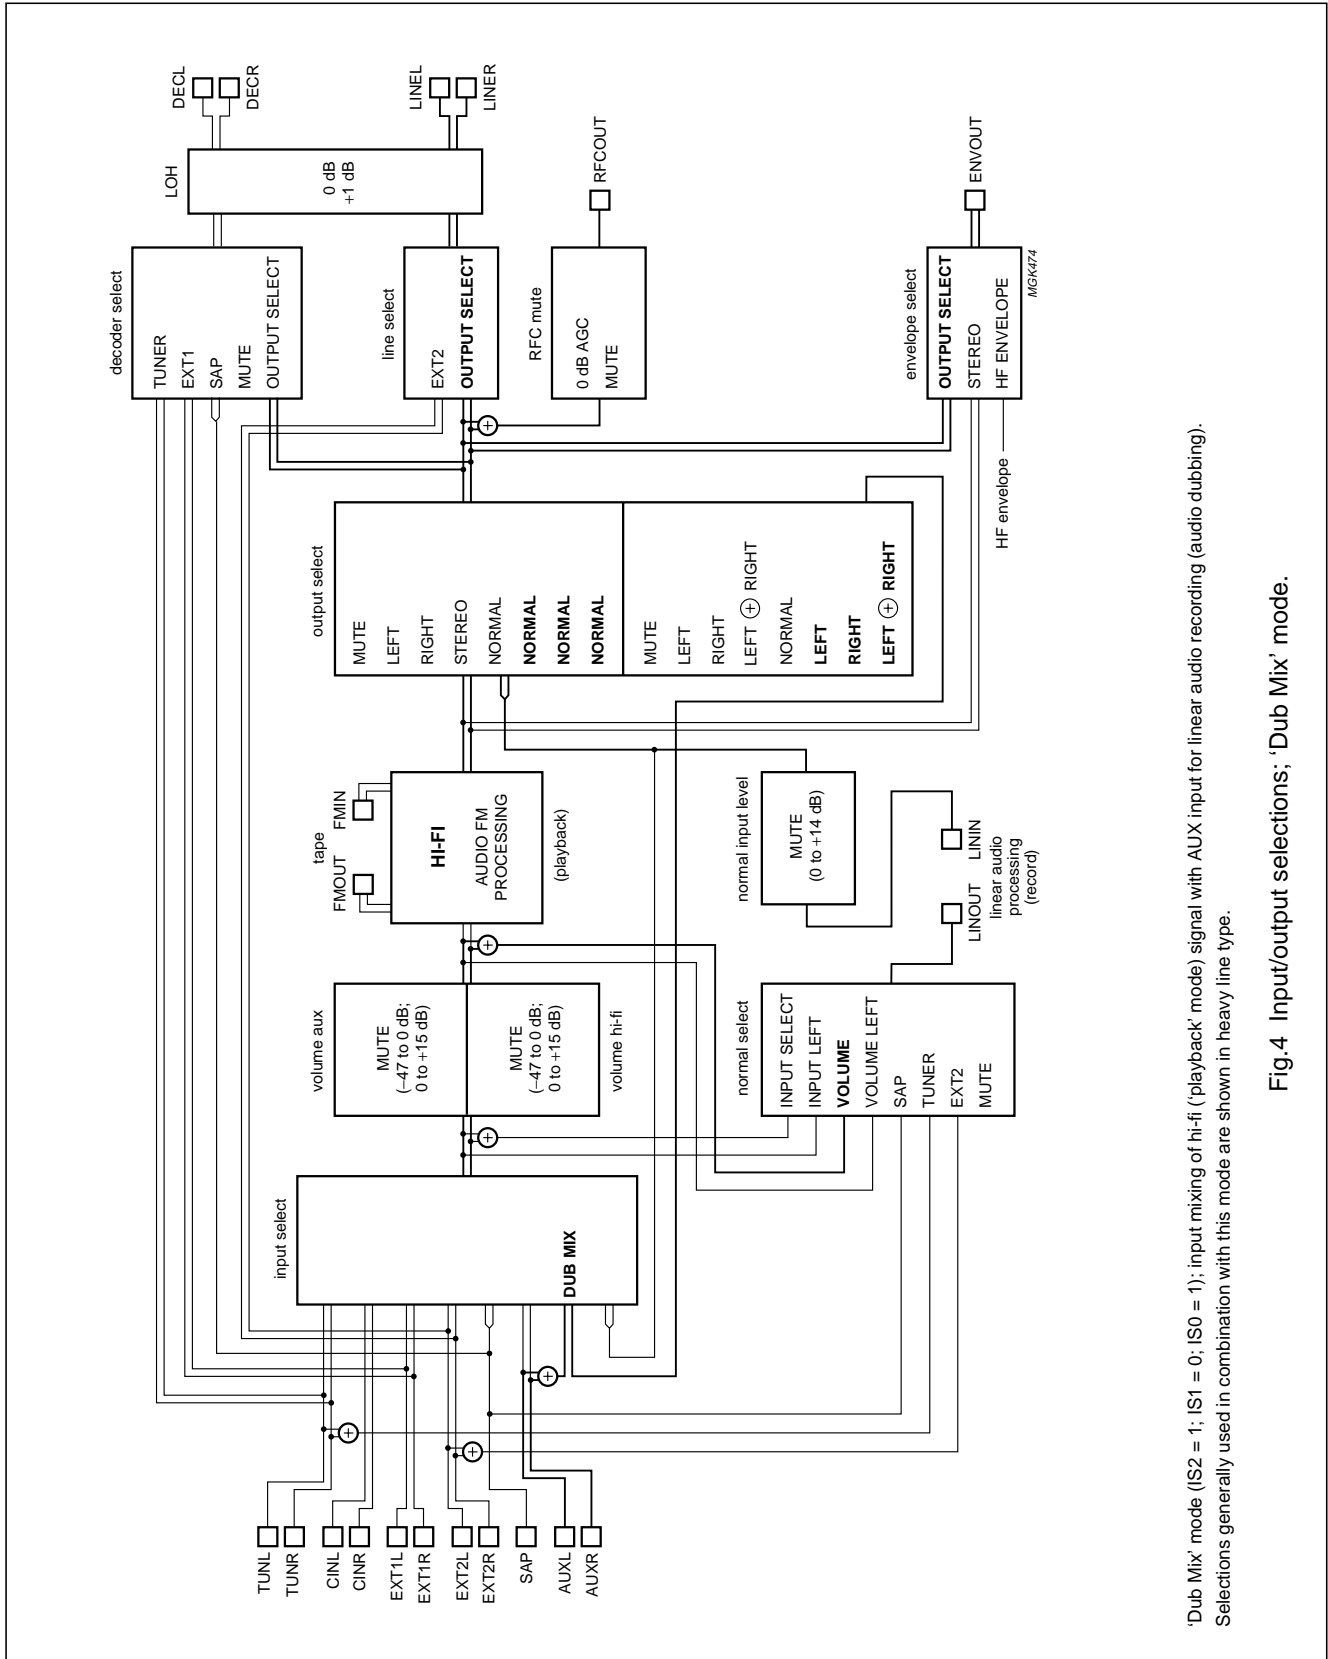 TUNL
TUNR
CINL
CINR
EXT1L
EXT1R
EXT2L
EXT2R
SAP
AUXL
AUXR
input select
DUB MIX
volume aux
MUTE
(−47 to 0 dB;
0 to +15 dB)
MUTE
(−47 to 0 dB;
0 to +15 dB)
volume hi-fi
normal select
INPUT SELECT
INPUT LEFT
VOLUME
VOLUME LEFT
SAP
TUNER
EXT2
MUTE
tape
FMOUT
FMIN
HI-FI
AUDIO FM
PROCESSING
(playback)
normal input level
MUTE
(0 to +14 dB)
LINOUT
LININ
linear audio
processing
(record)
output select
MUTE
LEFT
RIGHT
STEREO
NORMAL
NORMAL
NORMAL
NORMAL
MUTE
LEFT
RIGHT
LEFT + RIGHT
NORMAL
LEFT
RIGHT
LEFT + RIGHT
decoder select
TUNER
EXT1
SAP
MUTE
OUTPUT SELECT
line select
EXT2
OUTPUT SELECT
RFC mute
0 dB AGC
MUTE
envelope select
OUTPUT SELECT
STEREO
HF ENVELOPE
HF envelope
MGK474
LOH
0 dB
+1 dB
DECL
DECR
LINEL
LINER
RFCOUT
ENVOUT
‘Dub Mix’ mode (IS2 = 1; IS1 = 0; IS0 = 1); input mixing of hi-fi (‘playback’ mode) signal with AUX input for linear audio recording (audio dubbing).
Selections generally used in combination with this mode are shown in heavy line type.
Fig.4 Input/output selections; ‘Dub Mix’ mode.